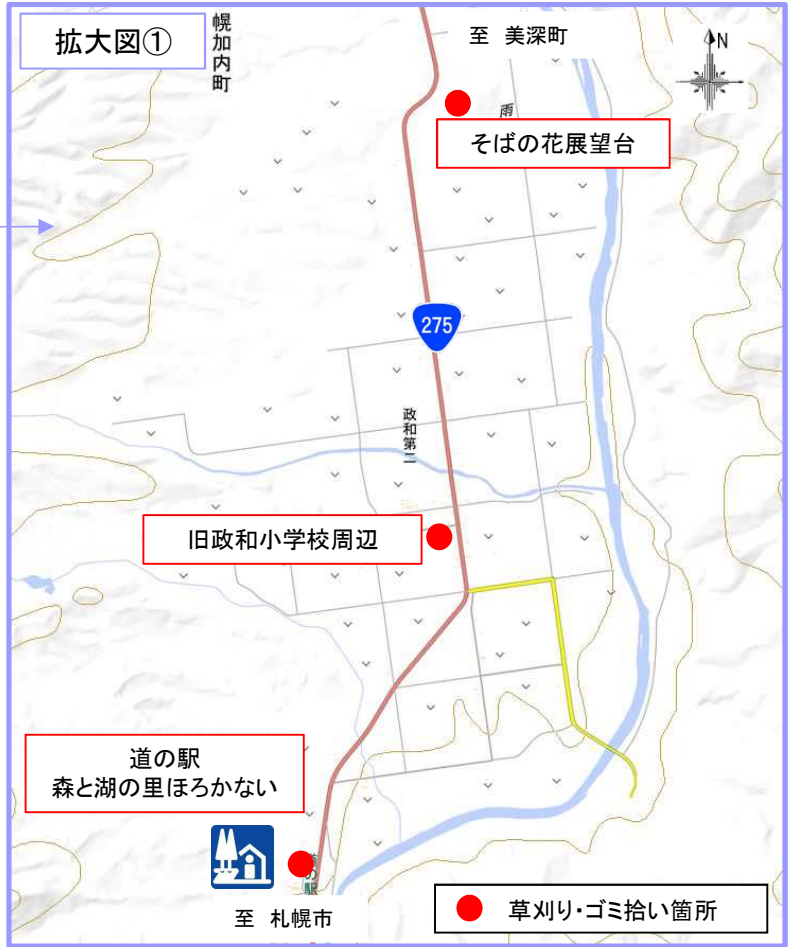 拡大図①
幌加内町
至 美深町
N
雨
そばの花展望台
275
政和第二
旧政和小学校周辺
道の駅
森と湖の里ほろかない
道の駅
至 札幌市
草刈り・ゴミ拾い箇所